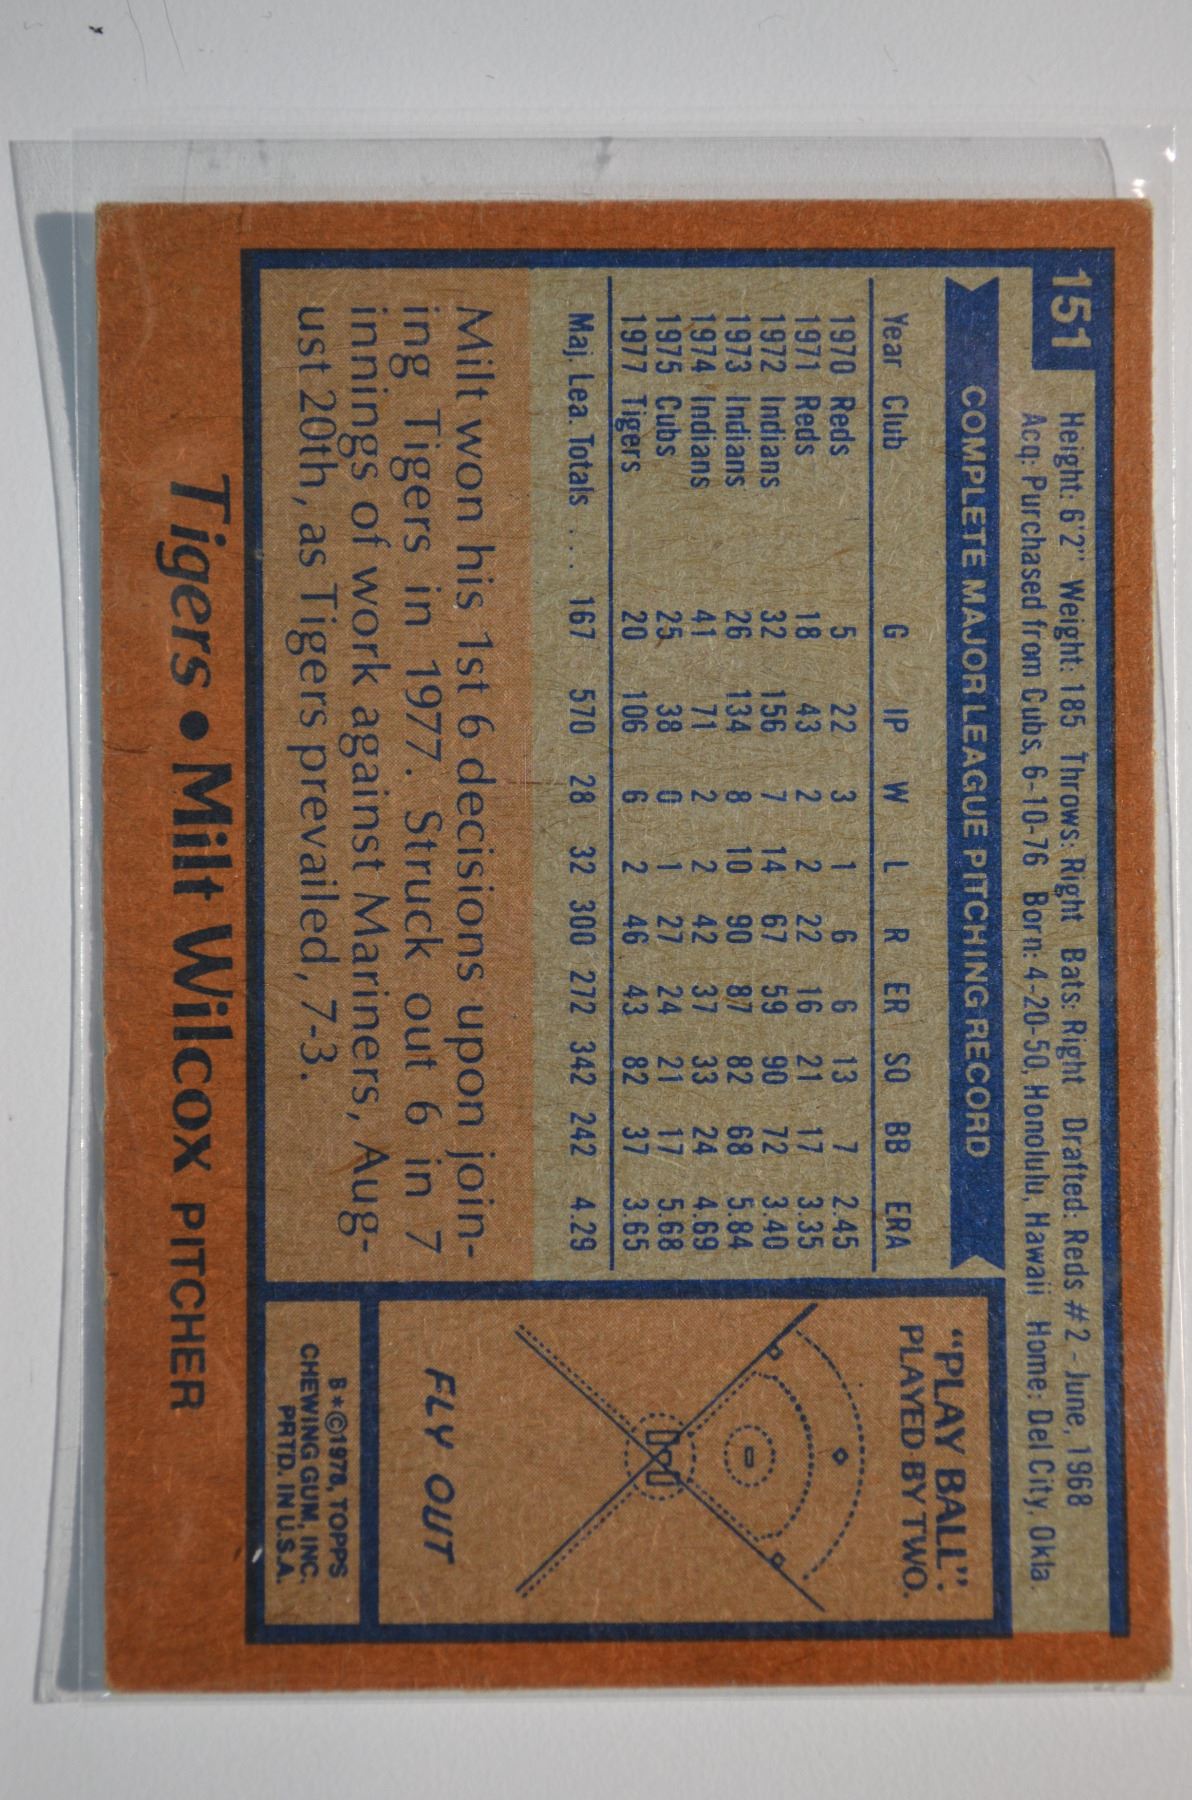 151
Height: 6'2" Weight: 185 Throws: Right Bats: Right Drafted: Reds #2 - June, 1968
Acq: Purchased from Cubs, 6-10-76 Born: 4-20-50, Honolulu, Hawaii Home: Del City, Okla.
COMPLETE MAJOR LEAGUE PITCHING RECORD
Year Club G IP W L R ER SO BB ERA
1970 Reds 5 22 3 1 6 6 13 7 2.45
1971 Reds 18 43 2 2 22 16 21 17 3.35
1972 Indians 32 156 7 14 67 59 90 72 3.40
1973 Indians 26 134 8 10 90 87 82 68 5.84
1974 Indians 41 71 2 2 42 37 33 24 4.69
1975 Cubs 25 38 0 1 27 24 21 17 5.68
1977 Tigers 20 106 6 2 46 43 82 37 3.65
Maj. Lea. Totals ... 167 570 28 32 300 272 342 242 4.29
Milt won his 1st 6 decisions upon join-
ing Tigers in 1977. Struck out 6 in 7
innings of work against Mariners, Aug-
ust 20th, as Tigers prevailed, 7-3.
"PLAY BALL":
PLAYED BY TWO.
FLY OUT
B*©1978, TOPPS
CHEWING GUM, INC.
PRTD. IN U.S.A.
Tigers • Milt Wilcox PITCHER